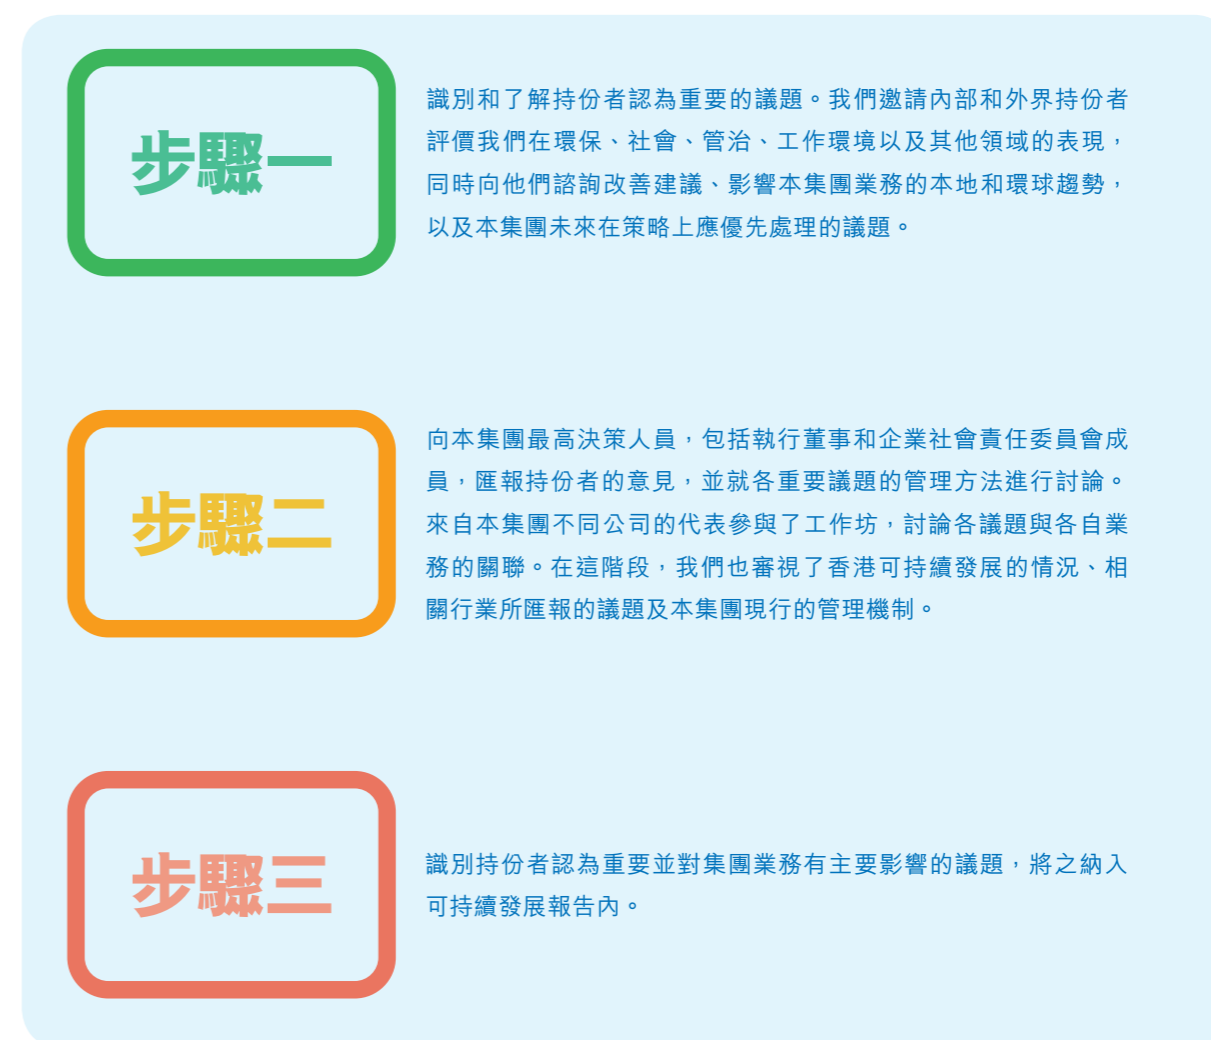 步驟一
識別和了解持份者認為重要的議題。我們邀請內部和外界持份者
評價我們在環保、社會、管治、工作環境以及其他領域的表現，
同時向他們諮詢改善建議、影響本集團業務的本地和環球趨勢，
以及本集團未來在策略上應優先處理的議題。
步驟二
向本集團最高決策人員，包括執行董事和企業社會責任委員會成
員，匯報持份者的意見，並就各重要議題的管理方法進行討論。
來自本集團不同公司的代表參與了工作坊，討論各議題與各自業
務的關聯。在這階段，我們也審視了香港可持續發展的情況、相
關行業所匯報的議題及本集團現行的管理機制。
步驟三
識別持份者認為重要並對集團業務有主要影響的議題，將之納入
可持續發展報告內。